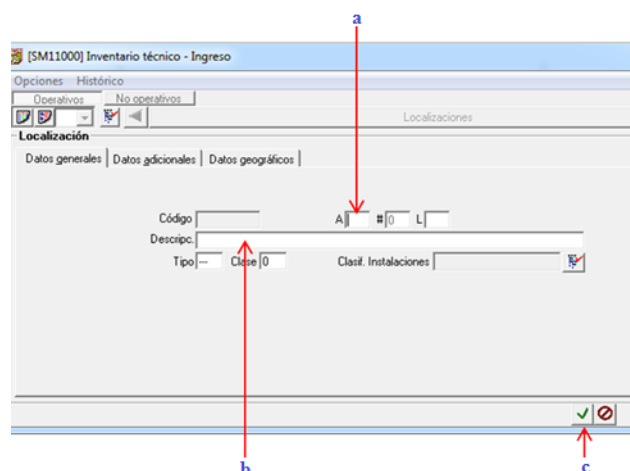 a
[SM11000] Inventario técnico - Ingreso
Opciones Histórico
Operativos No operativos
Localizaciones
Localización
Datos generales Datos adicionales Datos geográficos
Código A # 0 L
Descripc.
Tipo --- Clase 0 Clasif. Instalaciones
b c